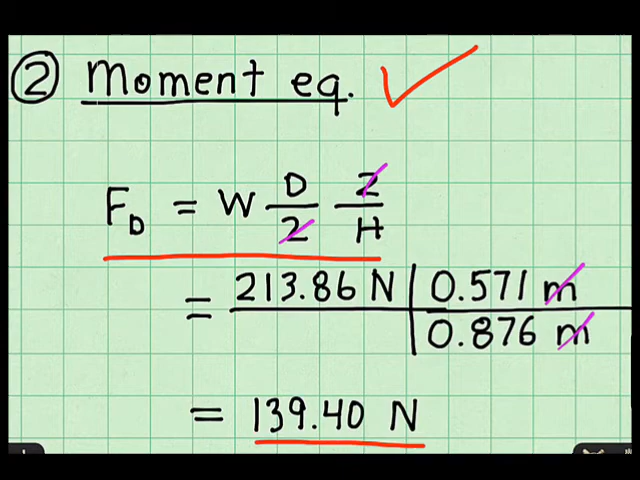 ② Moment eq. ✓
F_D = W D/2 2/H
= 213.86 N | 0.571 m / 0.876 m
= 139.40 N